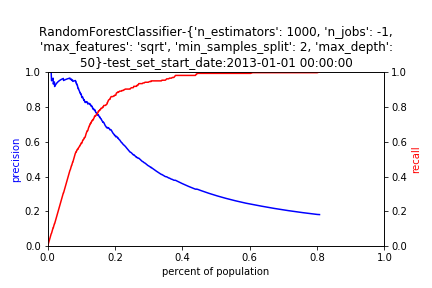 RandomForestClassifier-{'n_estimators': 1000, 'n_jobs': -1,
'max_features': 'sqrt', 'min_samples_split': 2, 'max_depth':
50}-test_set_start_date:2013-01-01 00:00:00
1.0
0.8
0.6
0.4
0.2
0.0
precision
1.0
0.8
0.6
0.4
0.2
0.0
recall
0.0 0.2 0.4 0.6 0.8 1.0
percent of population